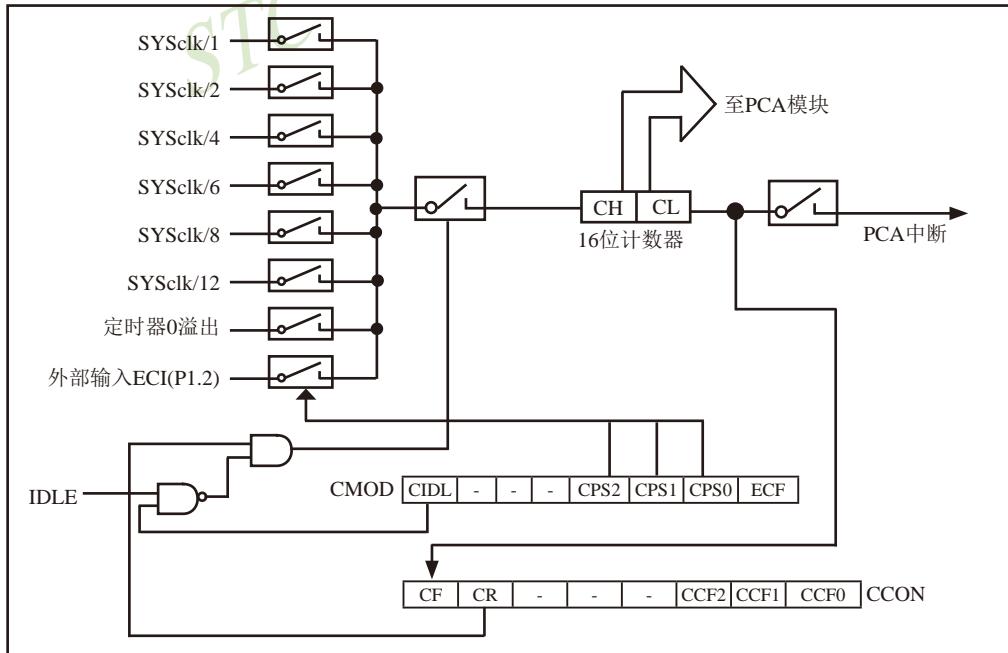 STC
SYSclk/1
SYSclk/2
SYSclk/4
SYSclk/6
SYSclk/8
SYSclk/12
定时器0溢出
外部输入ECI(P1.2)
至PCA模块
CH CL
16位计数器
PCA中断
IDLE
CMOD CIDL - - - CPS2 CPS1 CPS0 ECF
CF CR - - - CCF2 CCF1 CCF0 CCON